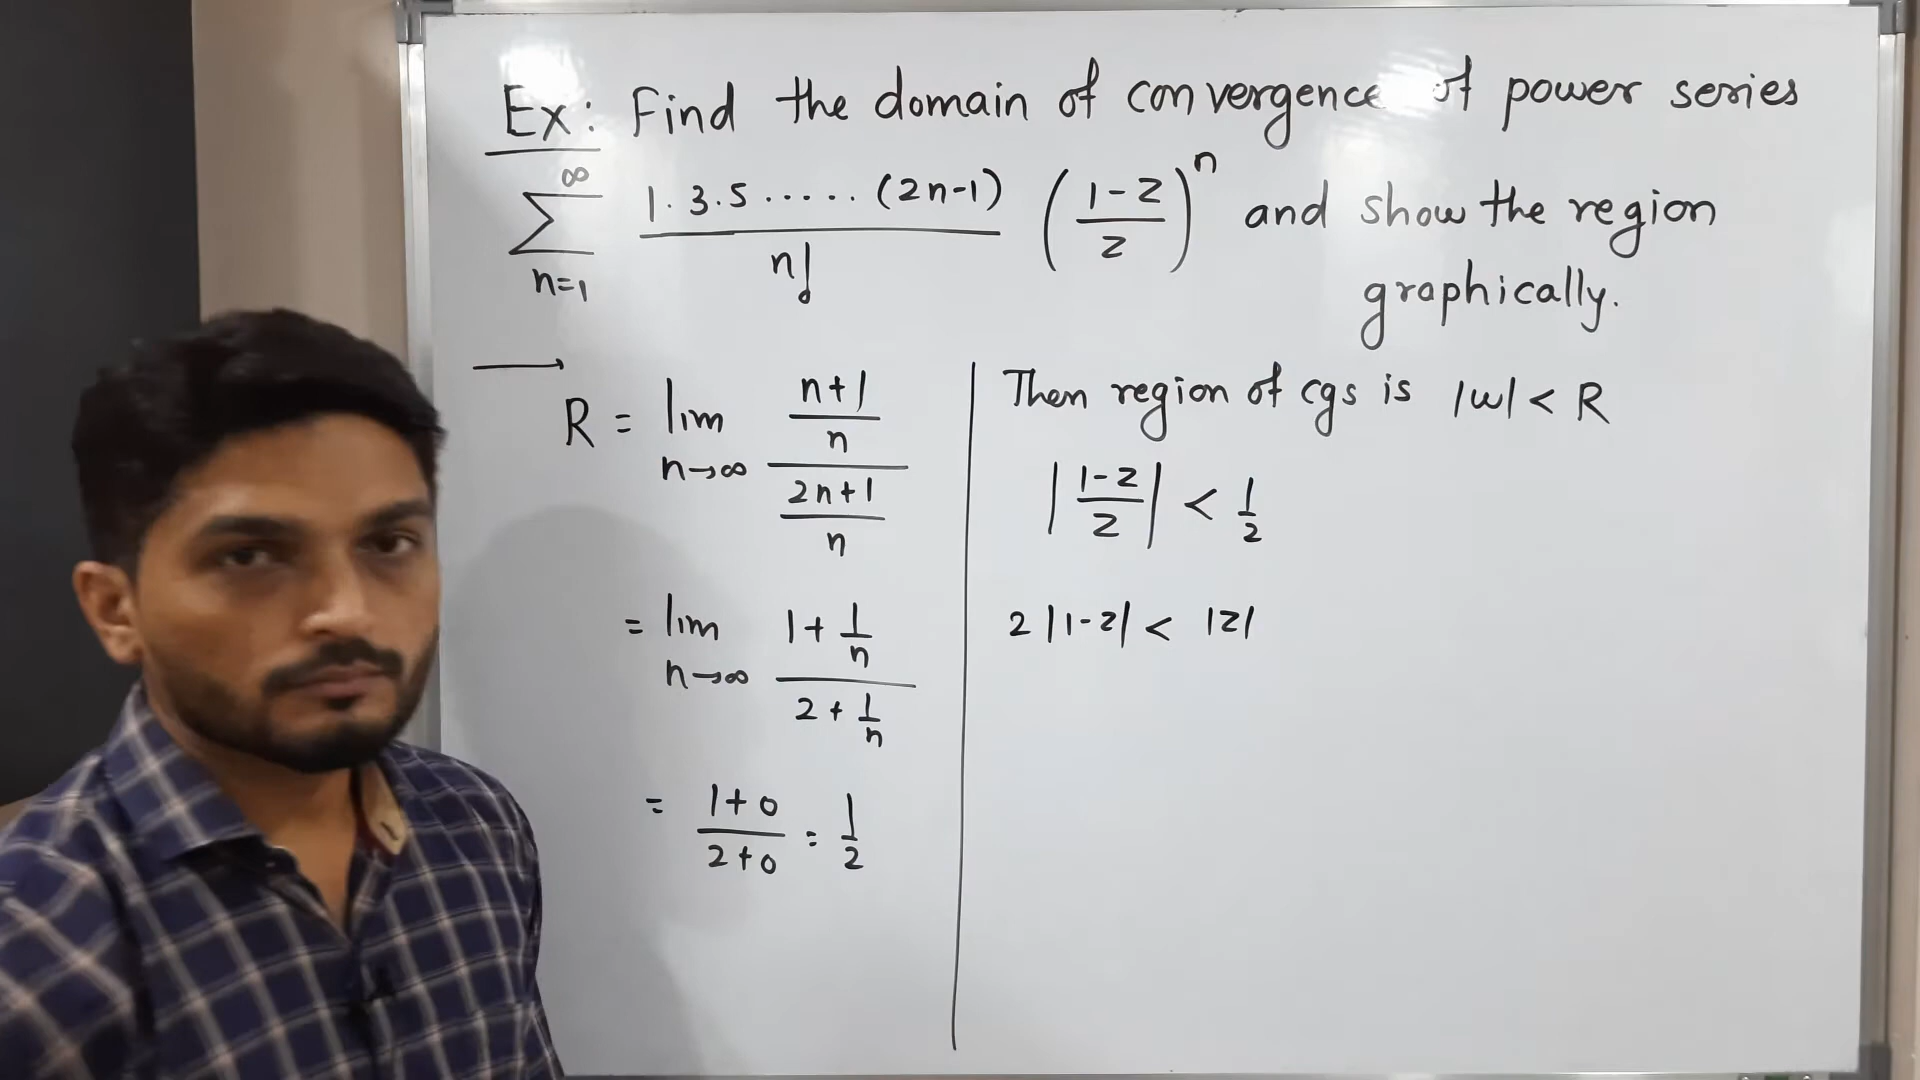 Ex: Find the domain of convergence of power series
∞ ∑ n=1 1·3·5·····(2n-1) / n! ((1-z)/z)^n and show the region
graphically.
→
R = lim n→∞ ((n+1)/n) / ((2n+1)/n)
= lim n→∞ (1 + 1/n) / (2 + 1/n)
= (1+0)/(2+0) = 1/2
Then region of cgs is |w| < R
|(1-z)/z| < 1/2
2|1-z| < |z|